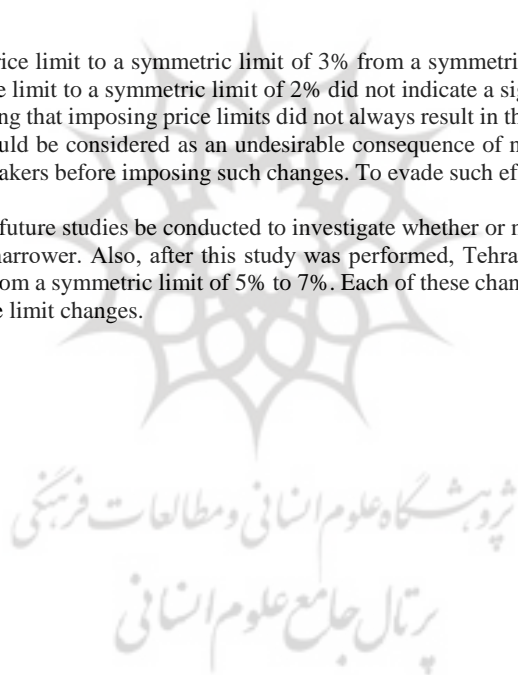 rice limit to a symmetric limit of 3% from a symmetri
e limit to a symmetric limit of 2% did not indicate a sig
ng that imposing price limits did not always result in th
ould be considered as an undesirable consequence of n
akers before imposing such changes. To evade such ef
future studies be conducted to investigate whether or n
narrower. Also, after this study was performed, Tehra
om a symmetric limit of 5% to 7%. Each of these chan
e limit changes.
پژوهشگاه علوم انسانی و مطالعات فرهنگی
پرتال جامع علوم انسانی